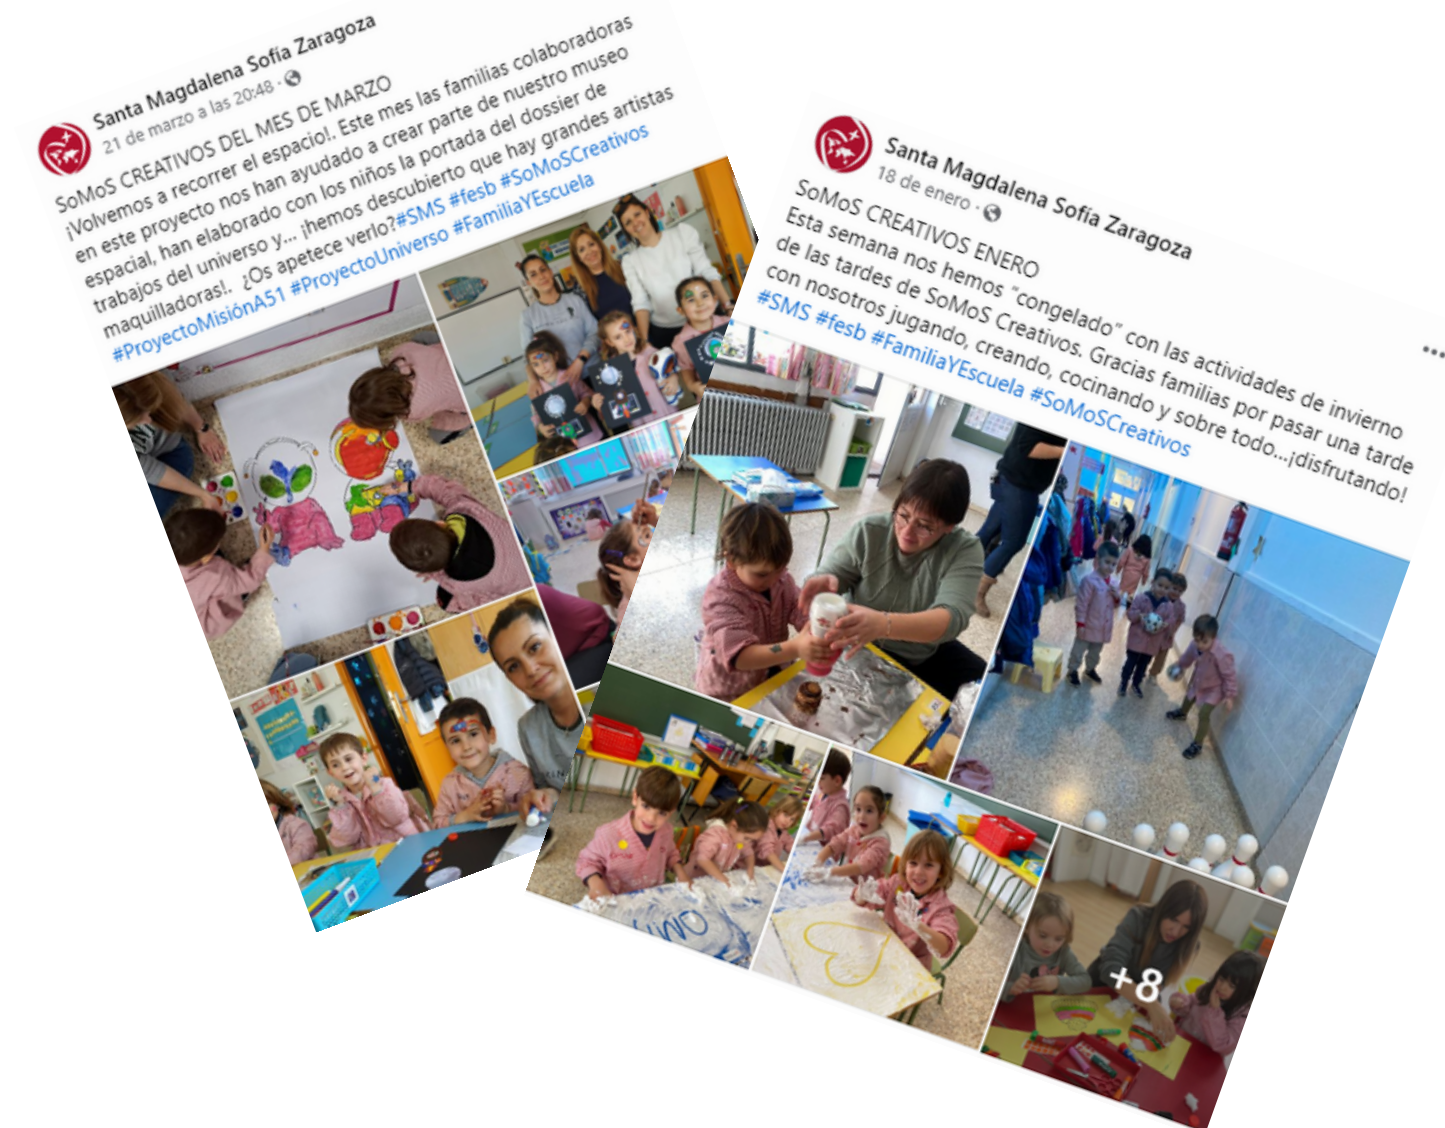 Santa Magdalena Sofía Zaragoza
21 de marzo a las 20:48 ·
SoMoS CREATIVOS DEL MES DE MARZO
¡Volvemos a recorrer el espacio!. Este mes las familias colaboradoras
en este proyecto nos han ayudado a crear parte de nuestro museo
espacial, han elaborado con los niños la portada del dossier de
trabajos del universo y... ¡hemos descubierto que hay grandes artistas
maquilladoras!. ¿Os apetece verlo?#SMS #fesb #SoMoSCreativos
#ProyectoMisiónA51 #ProyectoUniverso #FamiliaYEscuela
Santa Magdalena Sofía Zaragoza
18 de enero ·
SoMoS CREATIVOS ENERO
Esta semana nos hemos "congelado" con las actividades de invierno
de las tardes de SoMoS Creativos. Gracias familias por pasar una tarde
con nosotros jugando, creando, cocinando y sobre todo...¡disfrutando!
#SMS #fesb #FamiliaYEscuela #SoMoSCreativos
+8